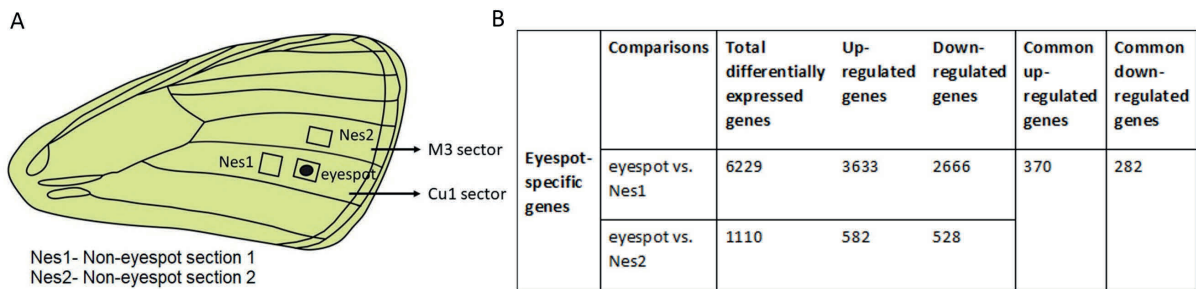 A
Nes2
Nes1
eyespot
M3 sector
Cu1 sector
Nes1- Non-eyespot section 1
Nes2- Non-eyespot section 2
B
Comparisons
Total differentially expressed genes
Up-regulated genes
Down-regulated genes
Common up-regulated genes
Common down-regulated genes
Eyespot-specific genes
eyespot vs. Nes1
6229
3633
2666
370
282
eyespot vs. Nes2
1110
582
528